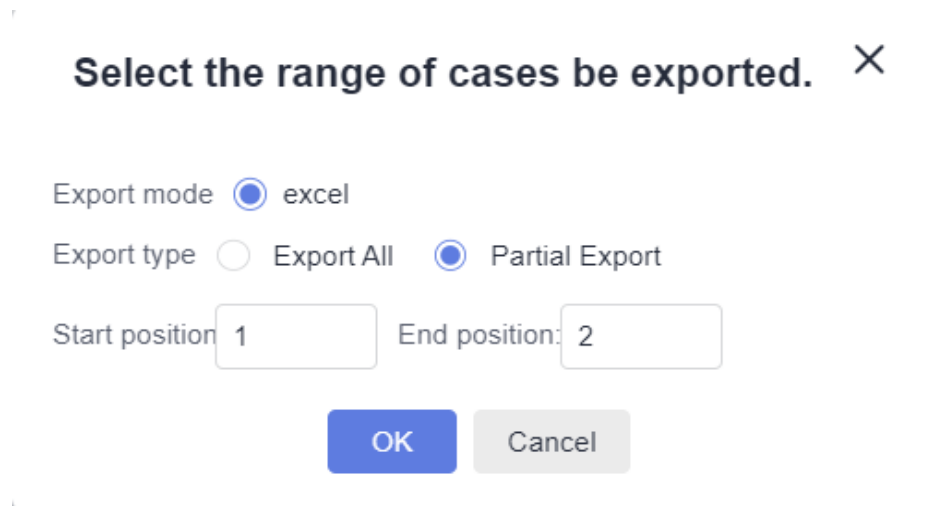 Select the range of cases be exported.
Export mode excel
Export type Export All Partial Export
Start position 1 End position: 2
OK Cancel